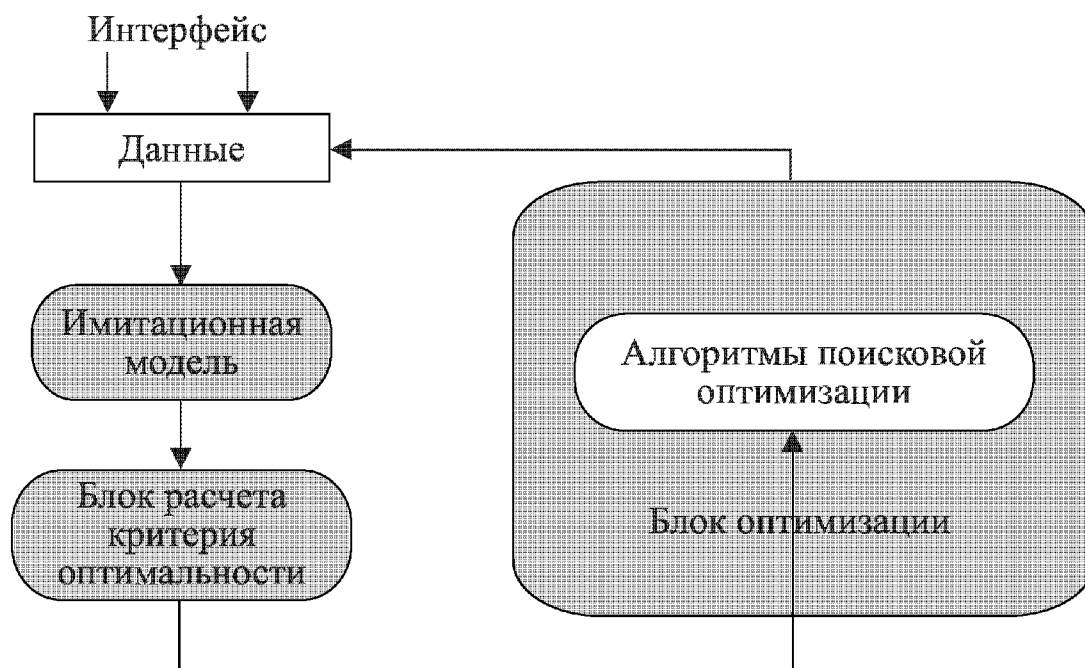 Интерфейс
Данные
Имитационная
модель
Блок расчета
критерия
оптимальности
Алгоритмы поисковой
оптимизации
Блок оптимизации